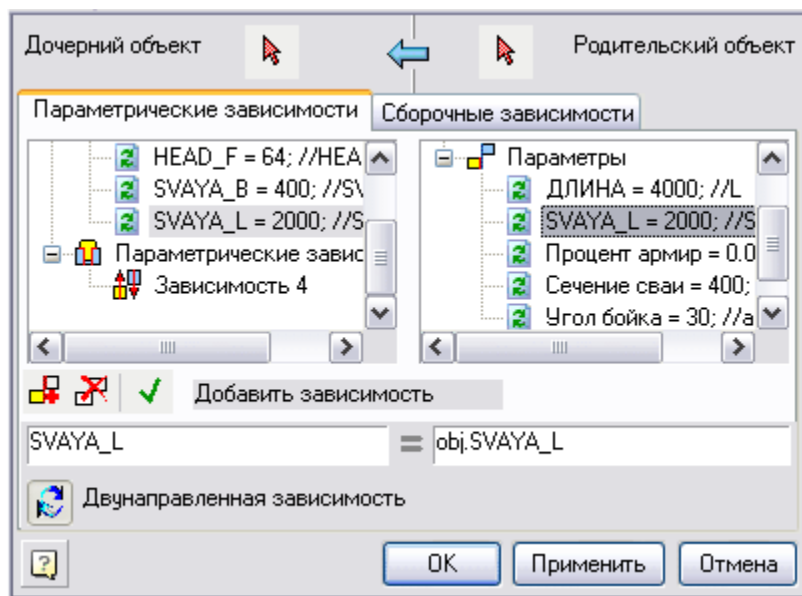 Дочерний объект
Родительский объект
Параметрические зависимости
Сборочные зависимости
HEAD_F = 64; //HEA
SVAYA_B = 400; //SV
SVAYA_L = 2000; //S
Параметрические завис
Зависимость 4
Параметры
ДЛИНА = 4000; //L
SVAYA_L = 2000; //S
Процент армир = 0.0
Сечение сваи = 400;
Угол бойка = 30; //a
Добавить зависимость
SVAYA_L = obj.SVAYA_L
Двунаправленная зависимость
?
OK
Применить
Отмена